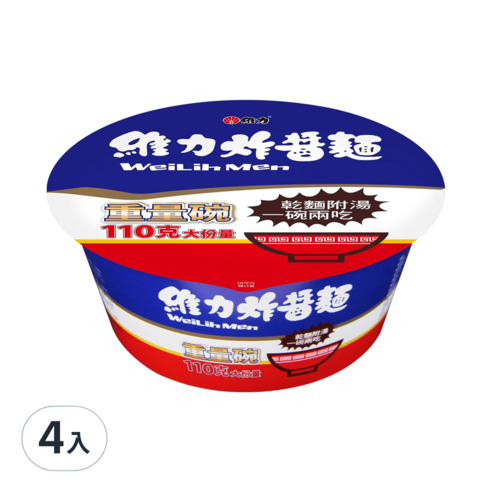 維力
維力炸醬麵
WeiLih Men
重量碗
110克大份量
乾麵附湯
一碗兩吃
維力炸醬麵
WeiLih Men
重量碗
110克大份量
乾麵附湯
一碗兩吃
4入